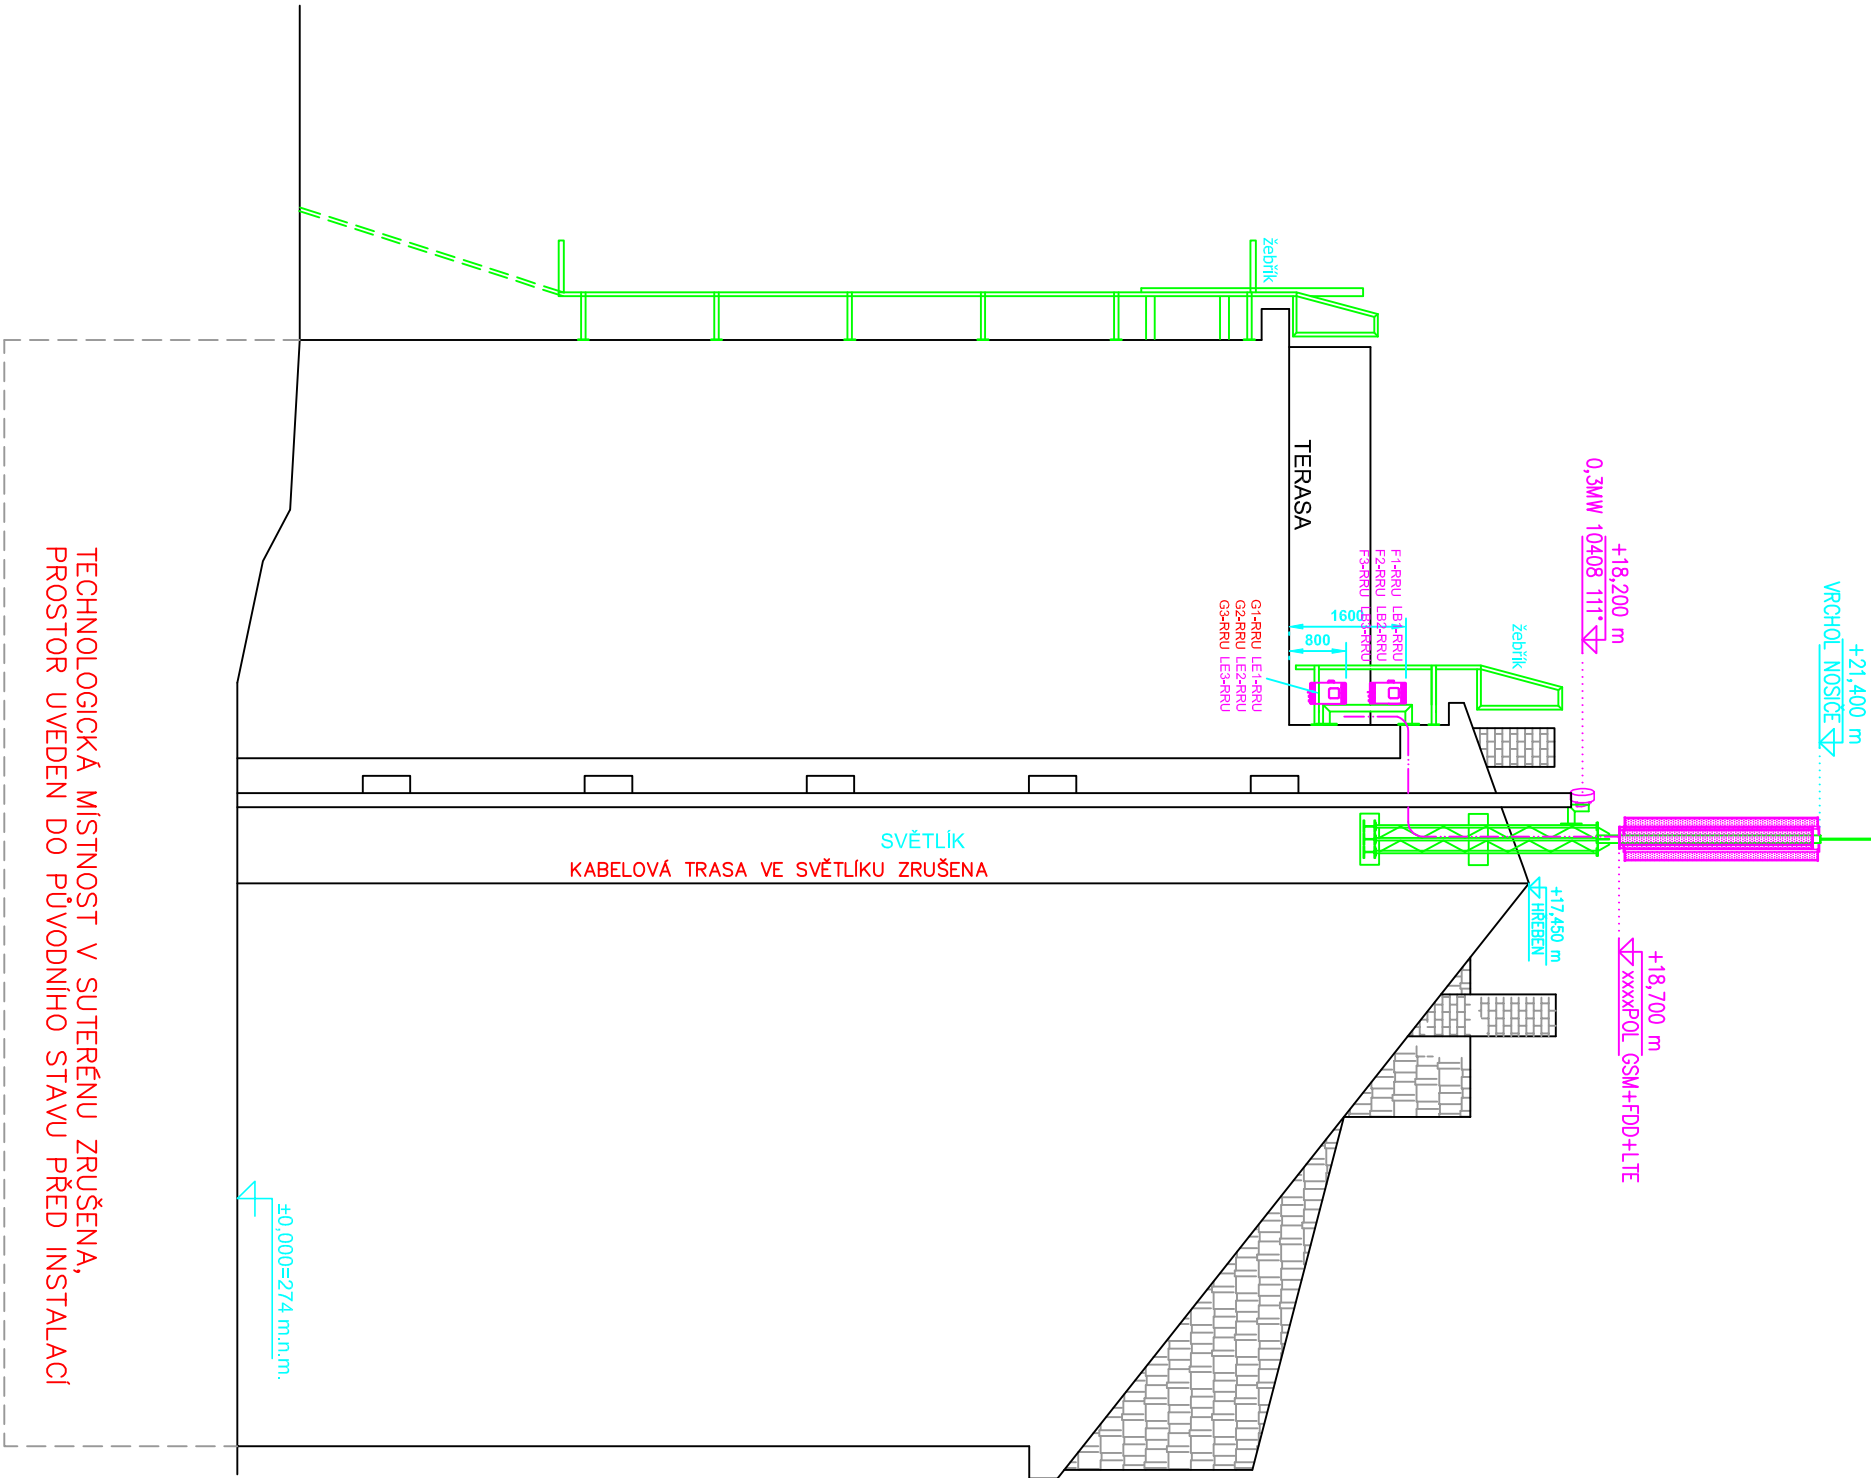 +21,400 m
VRCHOL NOSIČE
+18,200 m
0,3MW 10408 111°
+18,700 m
xxxxPOL GSM+FDD+LTE
žebřík
+17,450 m
HŘEBEN
F1-RRU LB1-RRU
F2-RRU LB2-RRU
F3-RRU LB3-RRU
1600
800
TERASA
žebřík
G1-RRU LE1-RRU
G2-RRU LE2-RRU
G3-RRU LE3-RRU
SVĚTLÍK
KABELOVÁ TRASA VE SVĚTLÍKU ZRUŠENA
±0,000=274 m.n.m.
TECHNOLOGICKÁ MÍSTNOST V SUTERÉNU ZRUŠENA,
PROSTOR UVEDEN DO PŮVODNÍHO STAVU PŘED INSTALACÍ